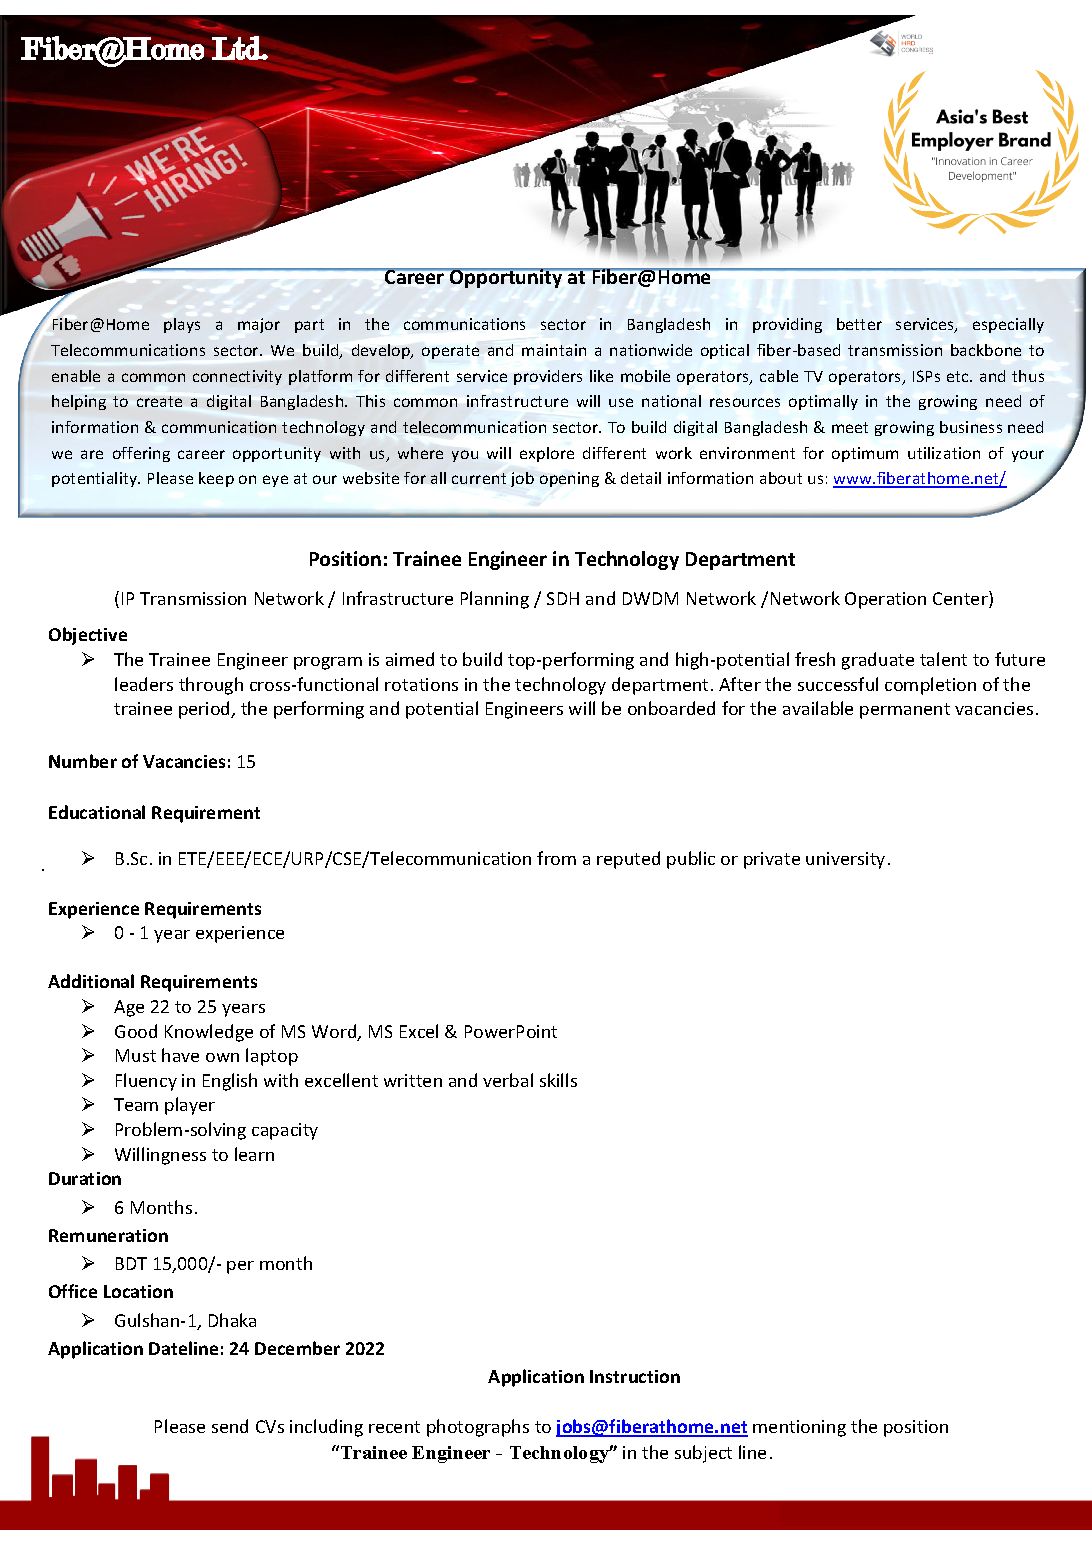 Fiber@Home Ltd.
WORLD
HRD
CONGRESS
WE'RE
HIRING!
Asia's Best
Employer Brand
"Innovation in Career
Development"
Career Opportunity at Fiber@Home
Fiber@Home plays a major part in the communications sector in Bangladesh in providing better services, especially
Telecommunications sector. We build, develop, operate and maintain a nationwide optical fiber-based transmission backbone to
enable a common connectivity platform for different service providers like mobile operators, cable TV operators, ISPs etc. and thus
helping to create a digital Bangladesh. This common infrastructure will use national resources optimally in the growing need of
information & communication technology and telecommunication sector. To build digital Bangladesh & meet growing business need
we are offering career opportunity with us, where you will explore different work environment for optimum utilization of your
potentiality. Please keep on eye at our website for all current job opening & detail information about us: www.fiberathome.net/
Position: Trainee Engineer in Technology Department
(IP Transmission Network / Infrastructure Planning / SDH and DWDM Network /Network Operation Center)
Objective
➢ The Trainee Engineer program is aimed to build top-performing and high-potential fresh graduate talent to future
leaders through cross-functional rotations in the technology department. After the successful completion of the
trainee period, the performing and potential Engineers will be onboarded for the available permanent vacancies.
Number of Vacancies: 15
Educational Requirement
➢ B.Sc. in ETE/EEE/ECE/URP/CSE/Telecommunication from a reputed public or private university.
.
Experience Requirements
➢ 0 - 1 year experience
Additional Requirements
➢ Age 22 to 25 years
➢ Good Knowledge of MS Word, MS Excel & PowerPoint
➢ Must have own laptop
➢ Fluency in English with excellent written and verbal skills
➢ Team player
➢ Problem-solving capacity
➢ Willingness to learn
Duration
➢ 6 Months.
Remuneration
➢ BDT 15,000/- per month
Office Location
➢ Gulshan-1, Dhaka
Application Dateline: 24 December 2022
Application Instruction
Please send CVs including recent photographs to jobs@fiberathome.net mentioning the position
“Trainee Engineer - Technology” in the subject line.